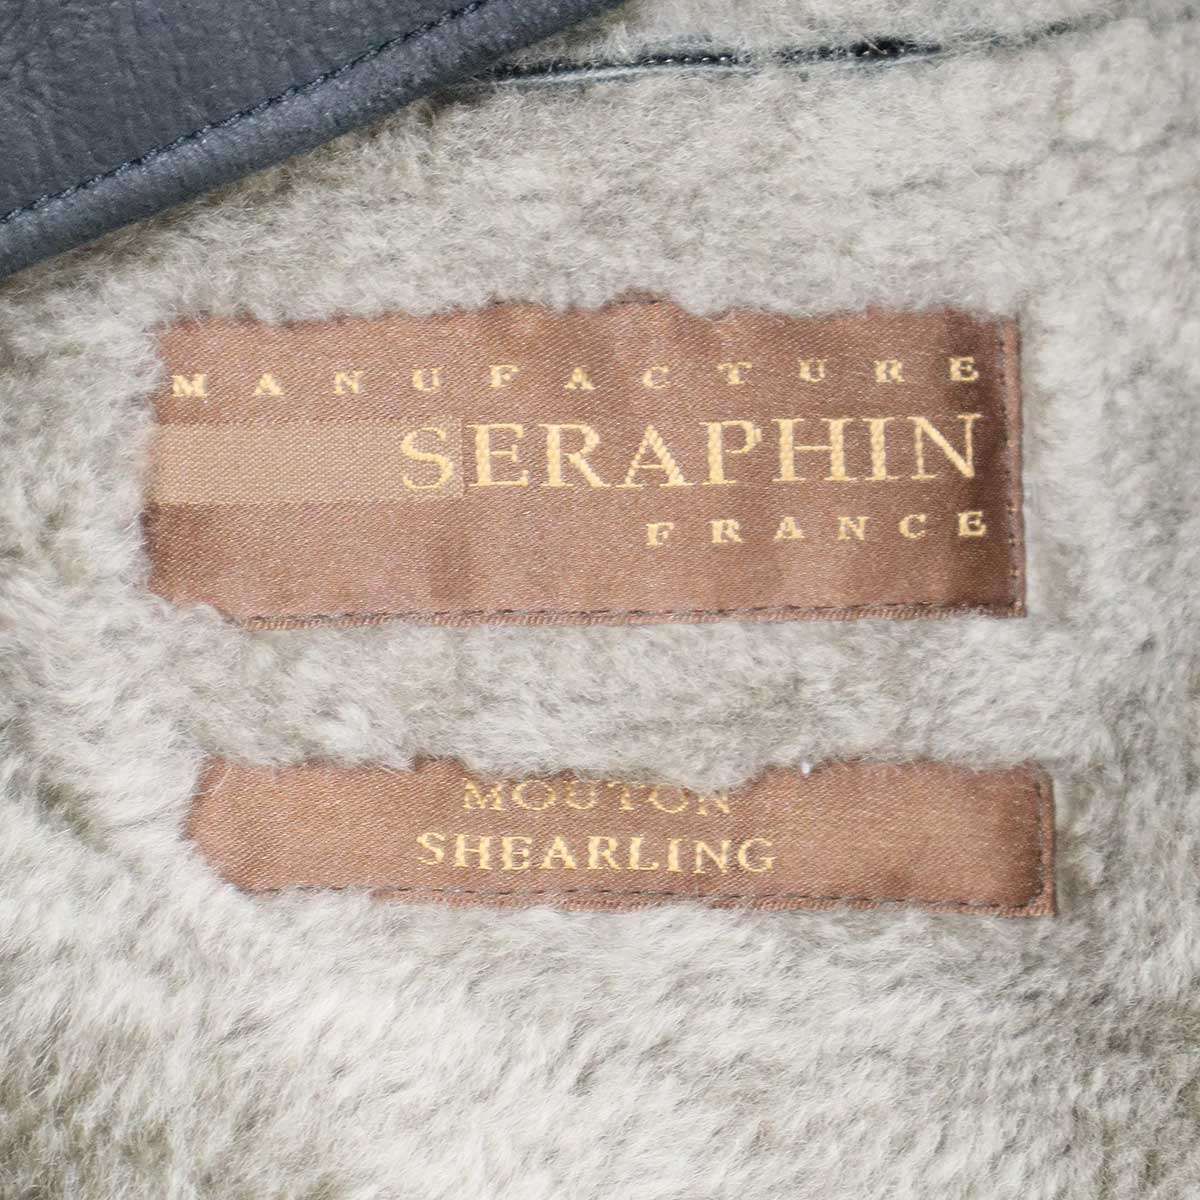 MANUFACTURE
SERAPHIN
FRANCE
MOUTON
SHEARLING